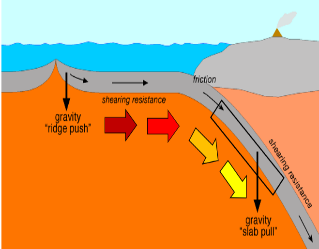 friction
shearing resistance
gravity
"ridge push"
shearing resistance
gravity
"slab pull"